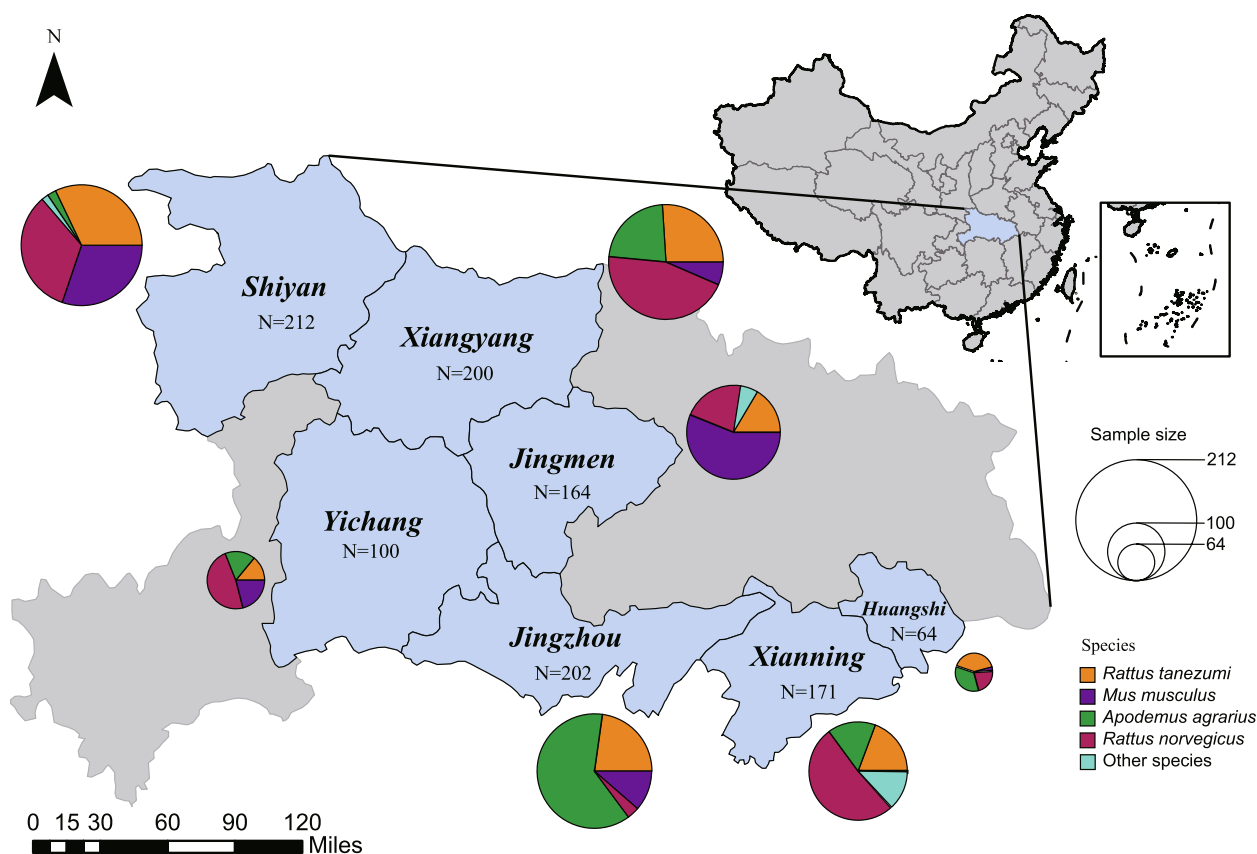 N
Shiyan
N=212
Xiangyang
N=200
Jingmen
N=164
Yichang
N=100
Jingzhou
N=202
Xianning
N=171
Huangshi
N=64
Sample size
212
100
64
Species
Rattus tanezumi
Mus musculus
Apodemus agrarius
Rattus norvegicus
Other species
0 15 30 60 90 120
Miles